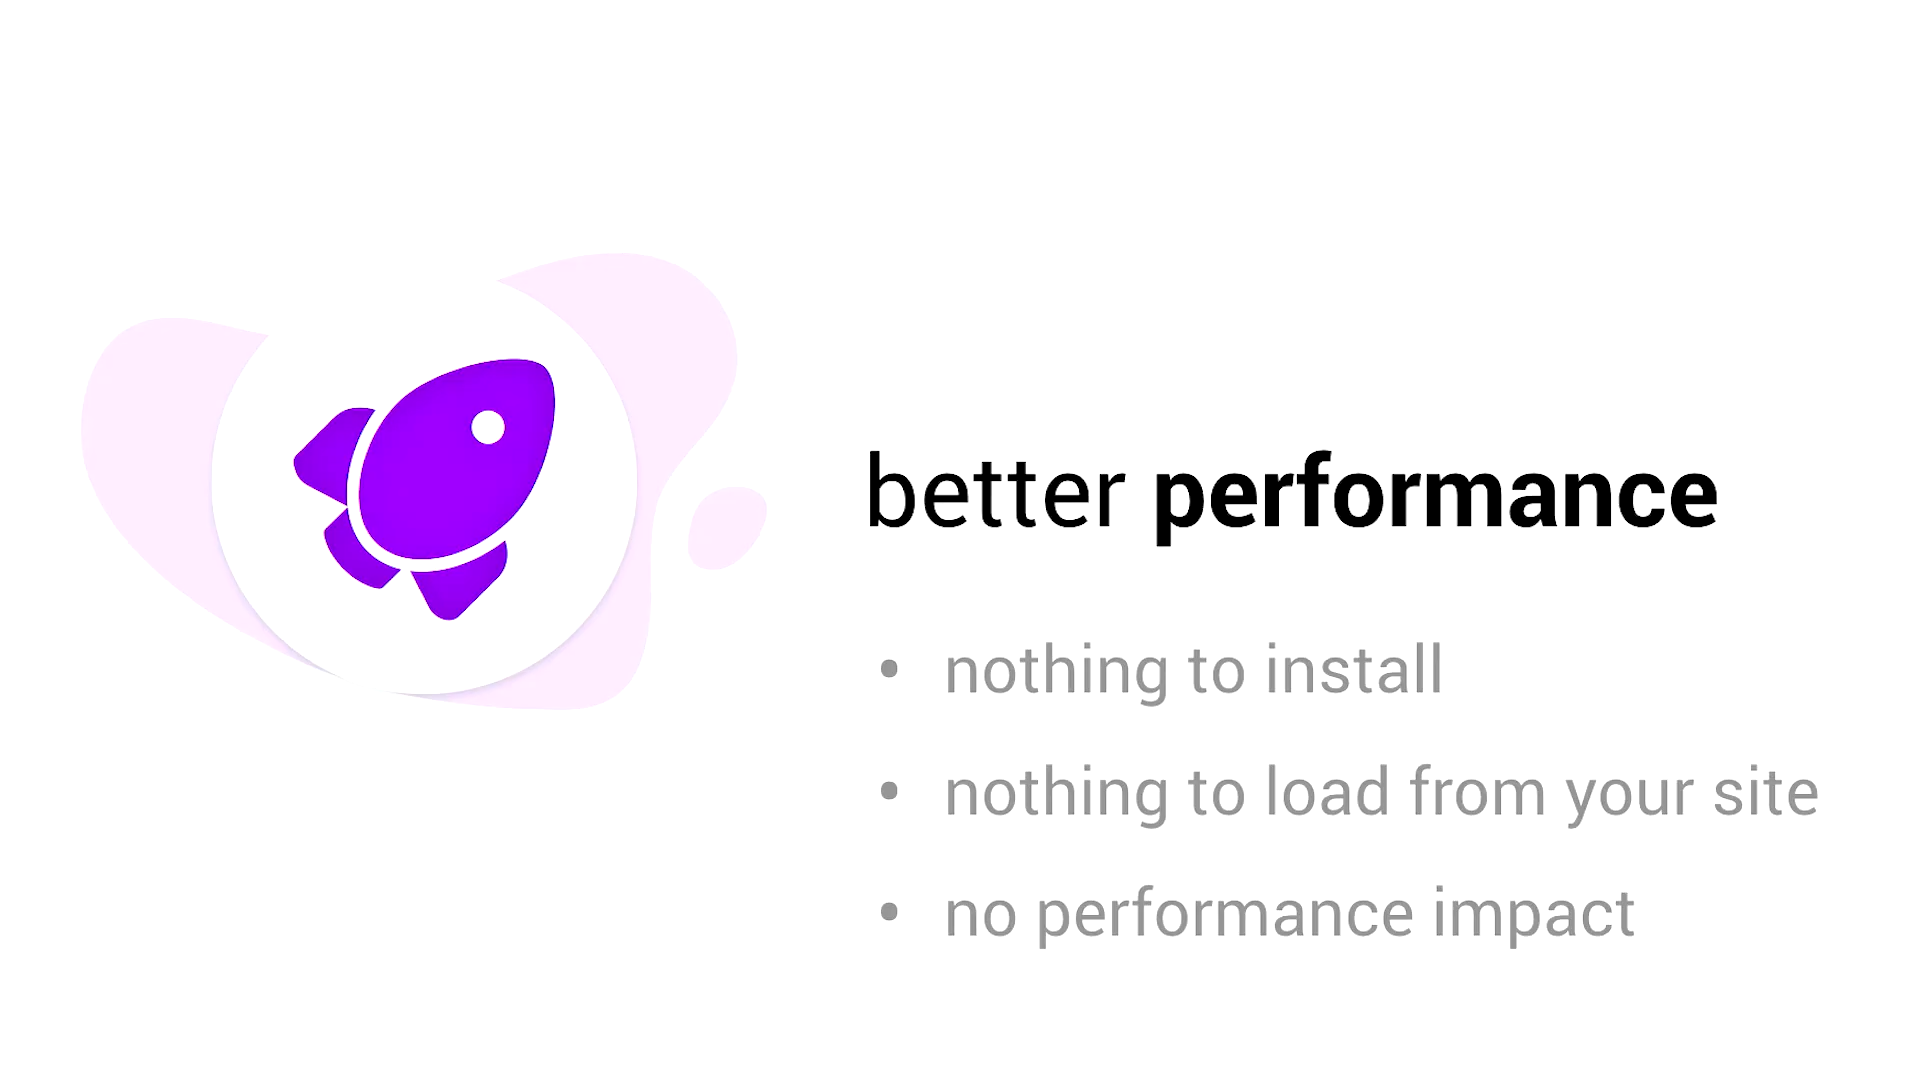 better performance
• nothing to install
• nothing to load from your site
• no performance impact